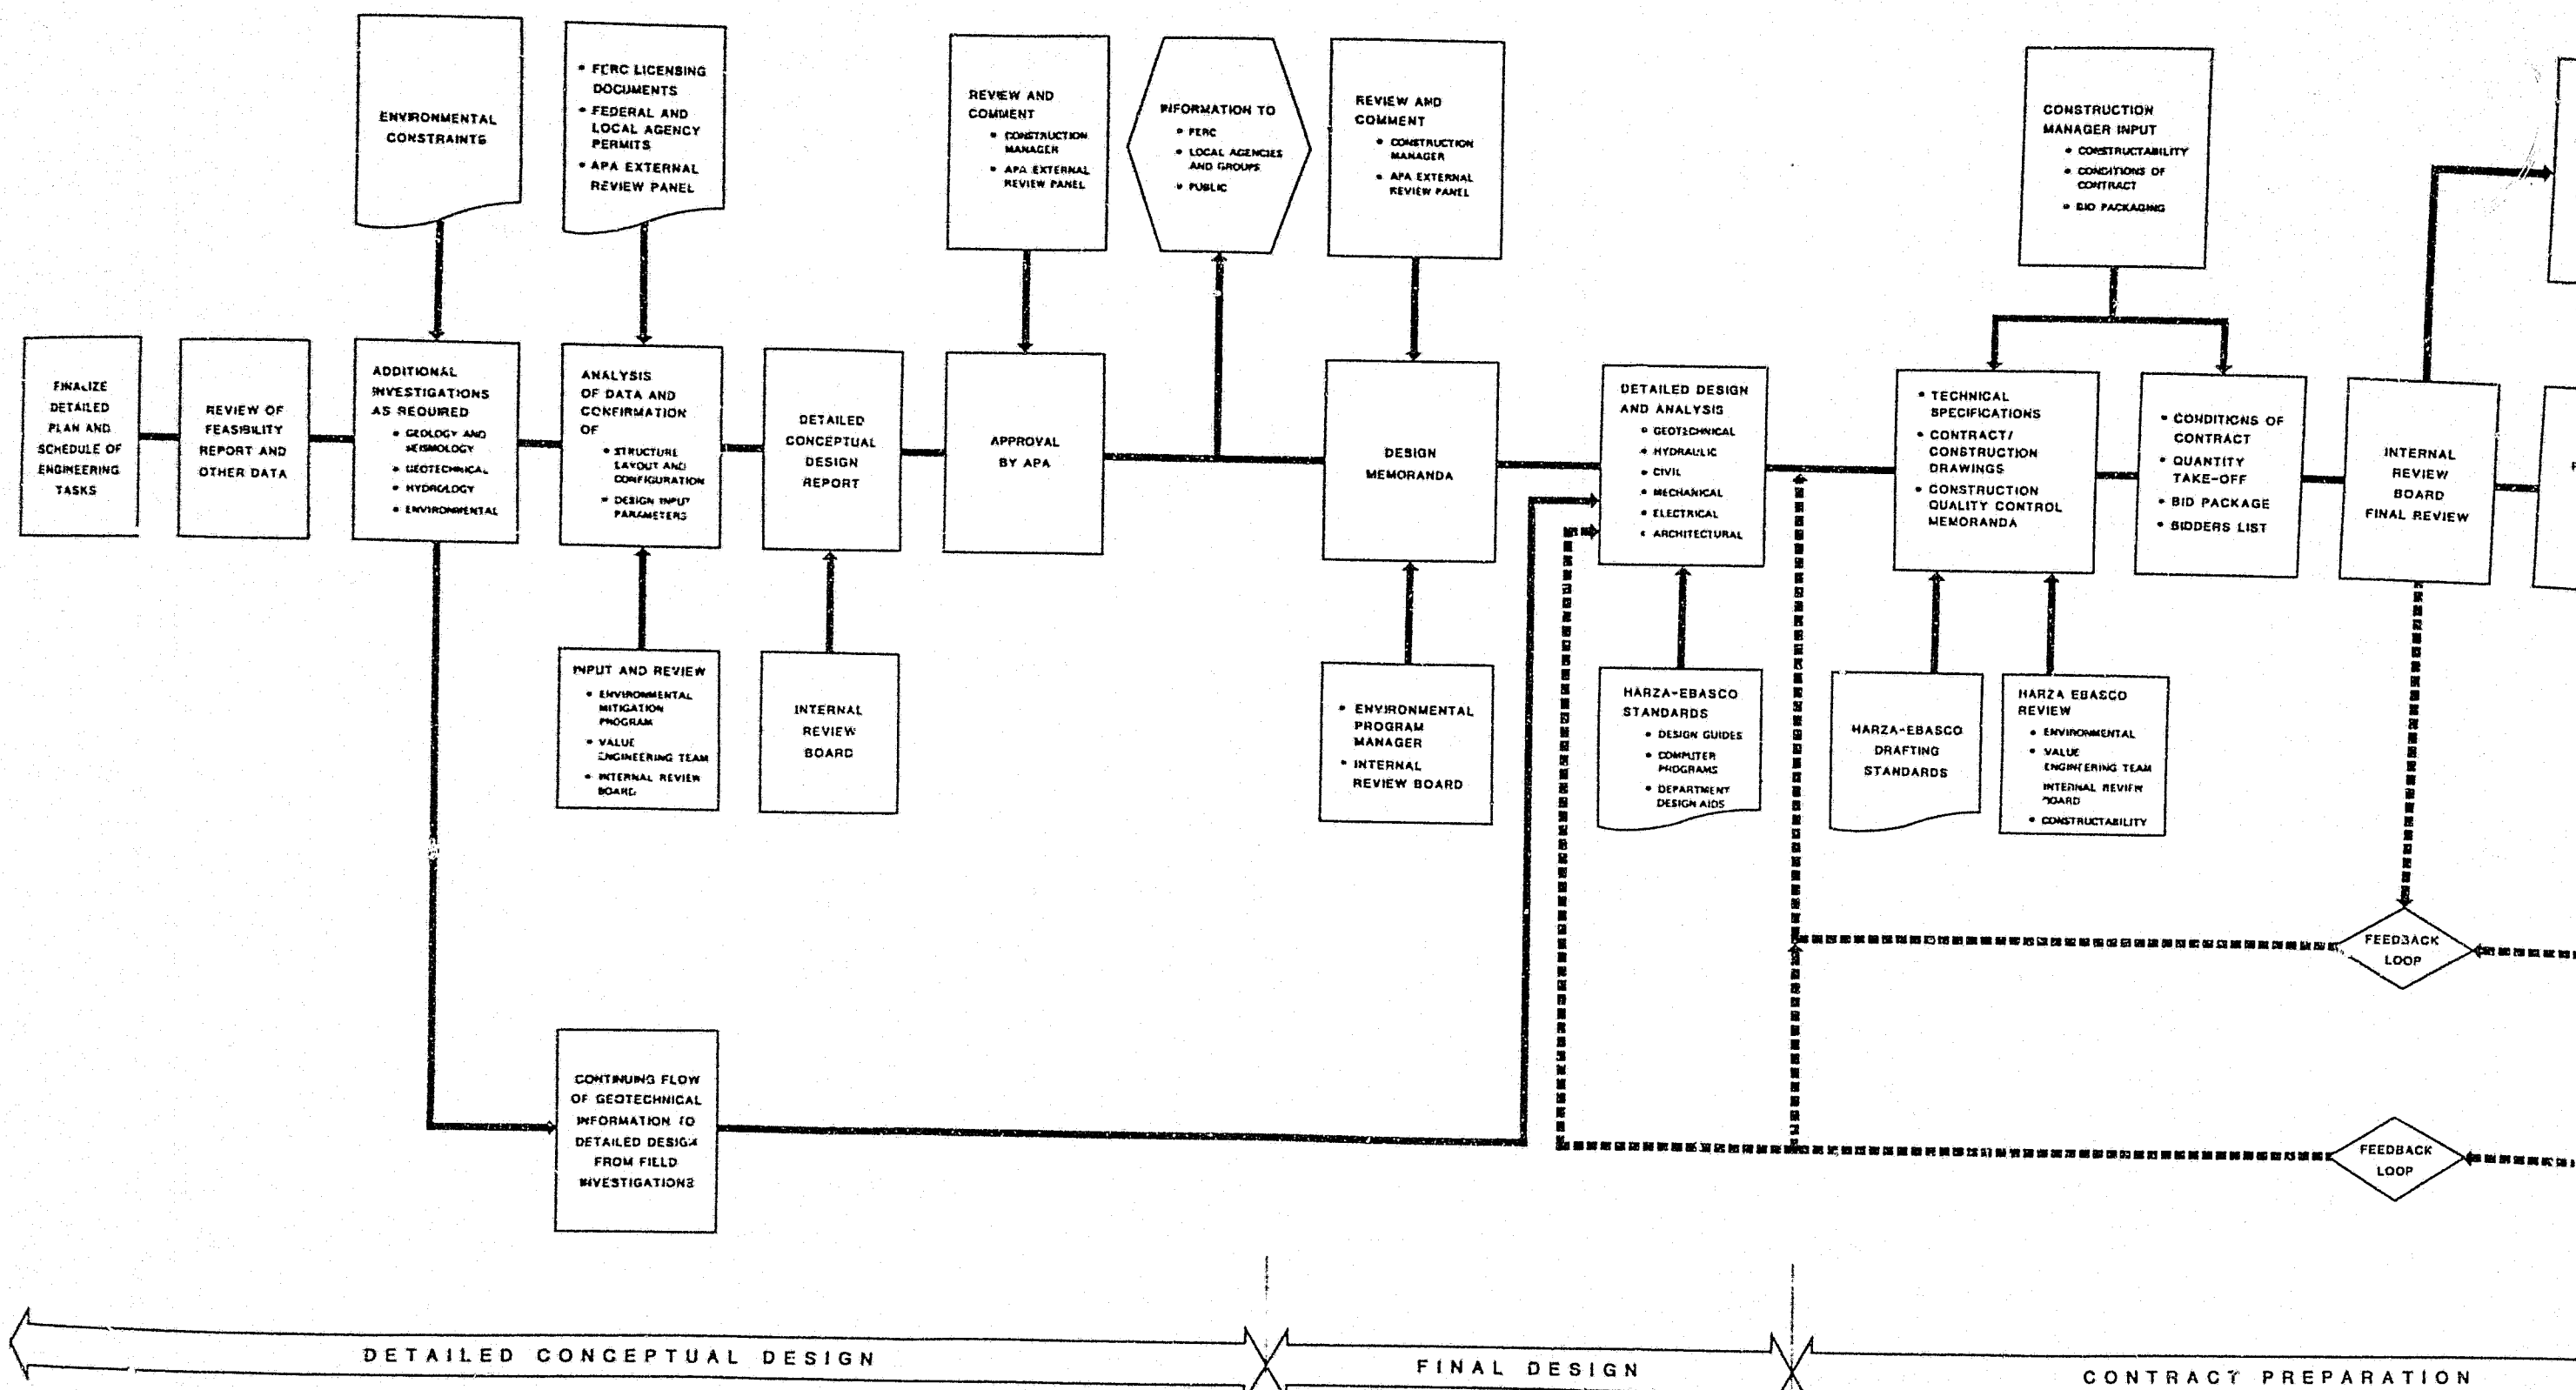 ENVIRONMENTAL
CONSTRAINTS
• FERC LICENSING
DOCUMENTS
• FEDERAL AND
LOCAL AGENCY
PERMITS
• APA EXTERNAL
REVIEW PANEL
REVIEW AND
COMMENT
• CONSTRUCTION
MANAGER
• APA EXTERNAL
REVIEW PANEL
INFORMATION TO
• FERC
• LOCAL AGENCIES
AND GROUPS
• PUBLIC
REVIEW AND
COMMENT
• CONSTRUCTION
MANAGER
• APA EXTERNAL
REVIEW PANEL
CONSTRUCTION
MANAGER INPUT
• CONSTRUCTABILITY
• CONDITIONS OF
CONTRACT
• BID PACKAGING
FINALIZE
DETAILED
PLAN AND
SCHEDULE OF
ENGINEERING
TASKS
REVIEW OF
FEASIBILITY
REPORT AND
OTHER DATA
ADDITIONAL
INVESTIGATIONS
AS REQUIRED
• GEOLOGY AND
SEISMOLOGY
• GEOTECHNICAL
• HYDROLOGY
• ENVIRONMENTAL
ANALYSIS
OF DATA AND
CONFIRMATION
OF
• STRUCTURE
LAYOUT AND
CONFIGURATION
• DESIGN INPUT
PARAMETERS
DETAILED
CONCEPTUAL
DESIGN
REPORT
APPROVAL
BY APA
DESIGN
MEMORANDA
DETAILED DESIGN
AND ANALYSIS
• GEOTECHNICAL
• HYDRAULIC
• CIVIL
• MECHANICAL
• ELECTRICAL
• ARCHITECTURAL
• TECHNICAL
SPECIFICATIONS
• CONTRACT/
CONSTRUCTION
DRAWINGS
• CONSTRUCTION
QUALITY CONTROL
MEMORANDA
• CONDITIONS OF
CONTRACT
• QUANTITY
TAKE-OFF
• BID PACKAGE
• BIDDERS LIST
INTERNAL
REVIEW
BOARD
FINAL REVIEW
INPUT AND REVIEW
• ENVIRONMENTAL
MITIGATION
PROGRAM
• VALUE
ENGINEERING TEAM
• INTERNAL REVIEW
BOARD
INTERNAL
REVIEW
BOARD
• ENVIRONMENTAL
PROGRAM
MANAGER
• INTERNAL
REVIEW BOARD
HARZA-EBASCO
STANDARDS
• DESIGN GUIDES
• COMPUTER
PROGRAMS
• DEPARTMENT
DESIGN AIDS
HARZA-EBASCO
DRAFTING
STANDARDS
HARZA EBASCO
REVIEW
• ENVIRONMENTAL
• VALUE
ENGINEERING TEAM
INTERNAL REVIEW
BOARD
• CONSTRUCTABILITY
FEEDBACK
LOOP
CONTINUING FLOW
OF GEOTECHNICAL
INFORMATION TO
DETAILED DESIGN
FROM FIELD
INVESTIGATIONS
FEEDBACK
LOOP
DETAILED CONCEPTUAL DESIGN
FINAL DESIGN
CONTRACT PREPARATION